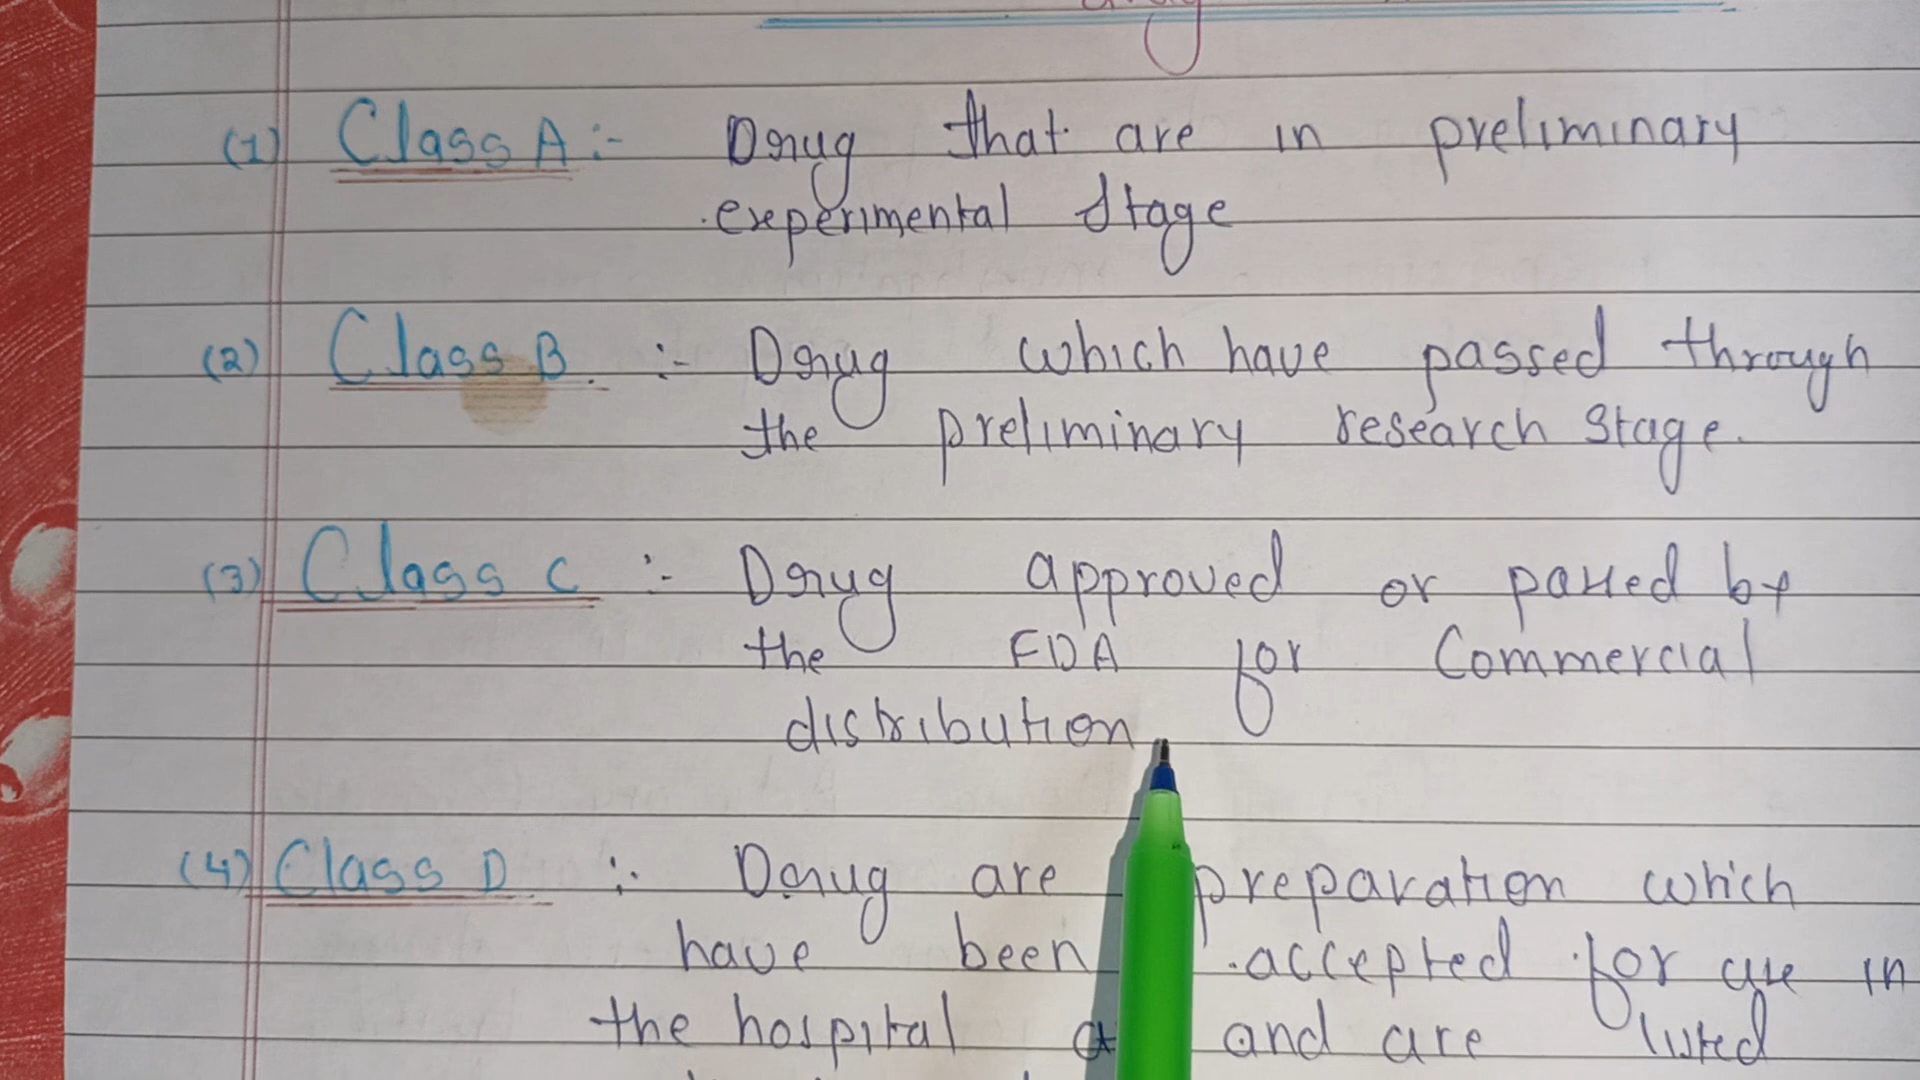 (1) Class A :- Drug that are in preliminary
experimental stage
(2) Class B. :- Drug which have passed through
the preliminary research stage.
(3) Class C :- Drug approved or passed by
the FDA for Commercial
distribution
(4) Class D :- Drug are preparation which
have been accepted for use in
the hospital and are listed